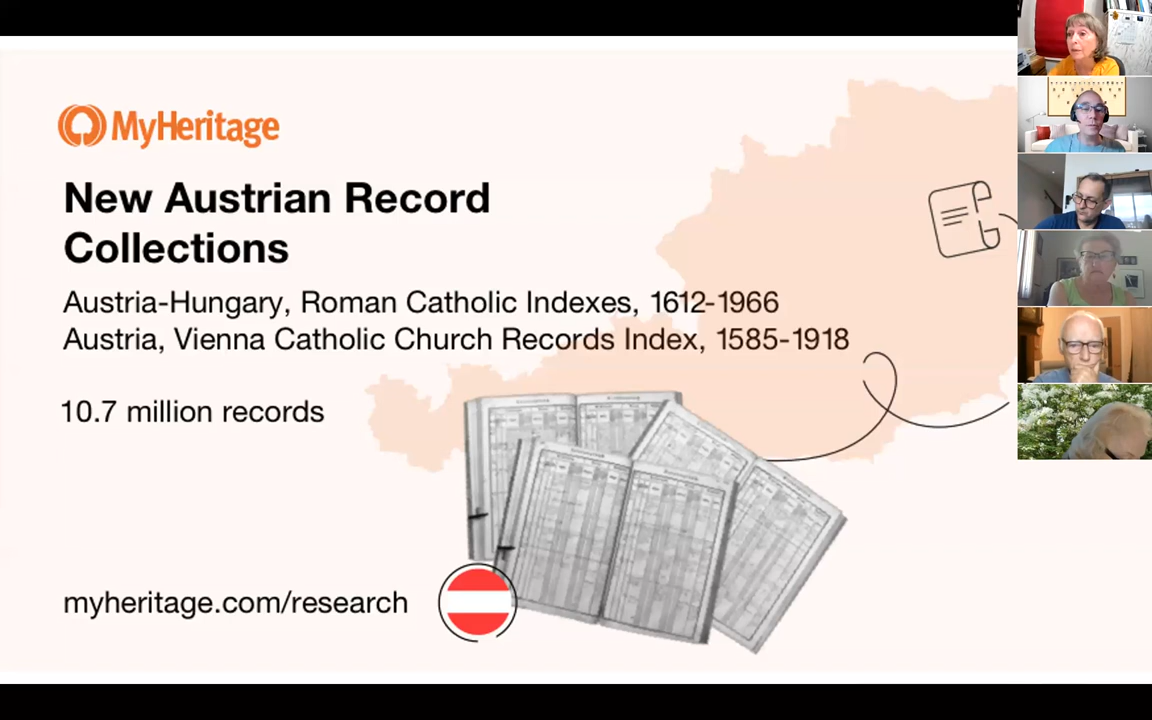 MyHeritage
New Austrian Record
Collections
Austria-Hungary, Roman Catholic Indexes, 1612-1966
Austria, Vienna Catholic Church Records Index, 1585-1918
10.7 million records
myheritage.com/research